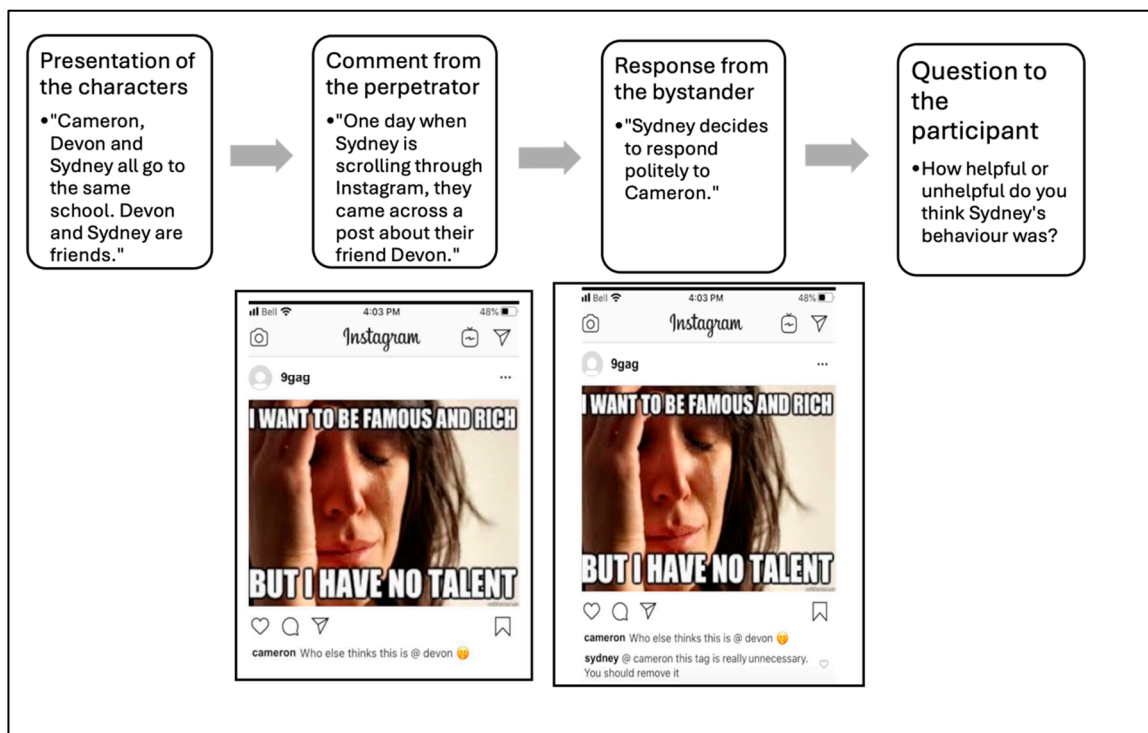 Presentation of
the characters
•"Cameron,
Devon and
Sydney all go to
the same
school. Devon
and Sydney are
friends."
Comment from
the perpetrator
•"One day when
Sydney is
scrolling through
Instagram, they
came across a
post about their
friend Devon."
Response from
the bystander
•"Sydney decides
to respond
politely to
Cameron."
Question to
the
participant
•How helpful or
unhelpful do you
think Sydney's
behaviour was?
Bell 4:03 PM 48%
Instagram
9gag
I WANT TO BE FAMOUS AND RICH
BUT I HAVE NO TALENT
cameron Who else thinks this is @ devon 🤭
Bell 4:03 PM 48%
Instagram
9gag
I WANT TO BE FAMOUS AND RICH
BUT I HAVE NO TALENT
cameron Who else thinks this is @ devon 🤭
sydney @ cameron this tag is really unnecessary.
You should remove it